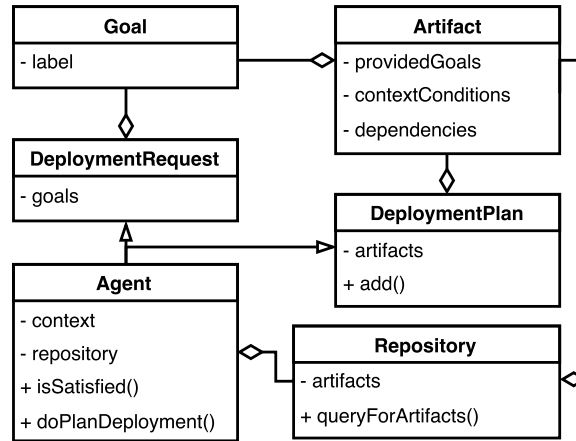 Goal
- label
Artifact
- providedGoals
- contextConditions
- dependencies
DeploymentRequest
- goals
DeploymentPlan
- artifacts
+ add()
Agent
- context
- repository
+ isSatisfied()
+ doPlanDeployment()
Repository
- artifacts
+ queryForArtifacts()